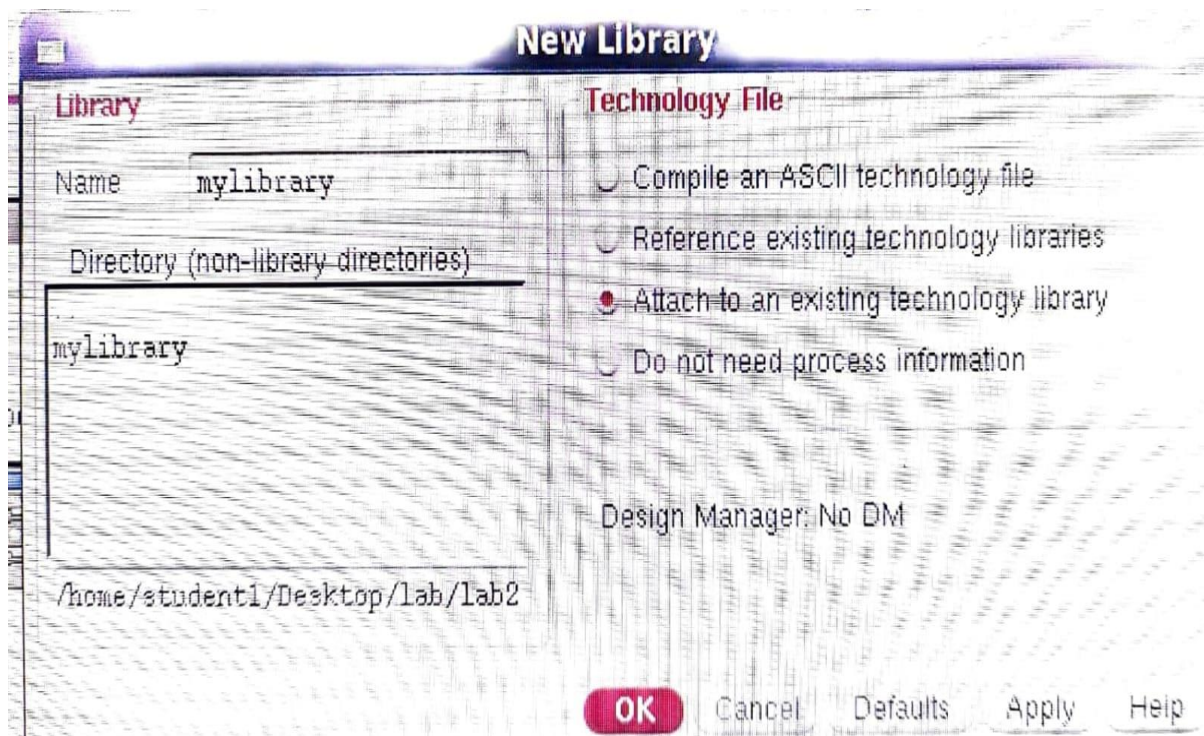 New Library
Library
Name mylibrary
Directory (non-library directories)
..
mylibrary
/home/student1/Desktop/lab/lab2
Technology File
Compile an ASCII technology file
Reference existing technology libraries
Attach to an existing technology library
Do not need process information
Design Manager: No DM
OK Cancel Defaults Apply Help